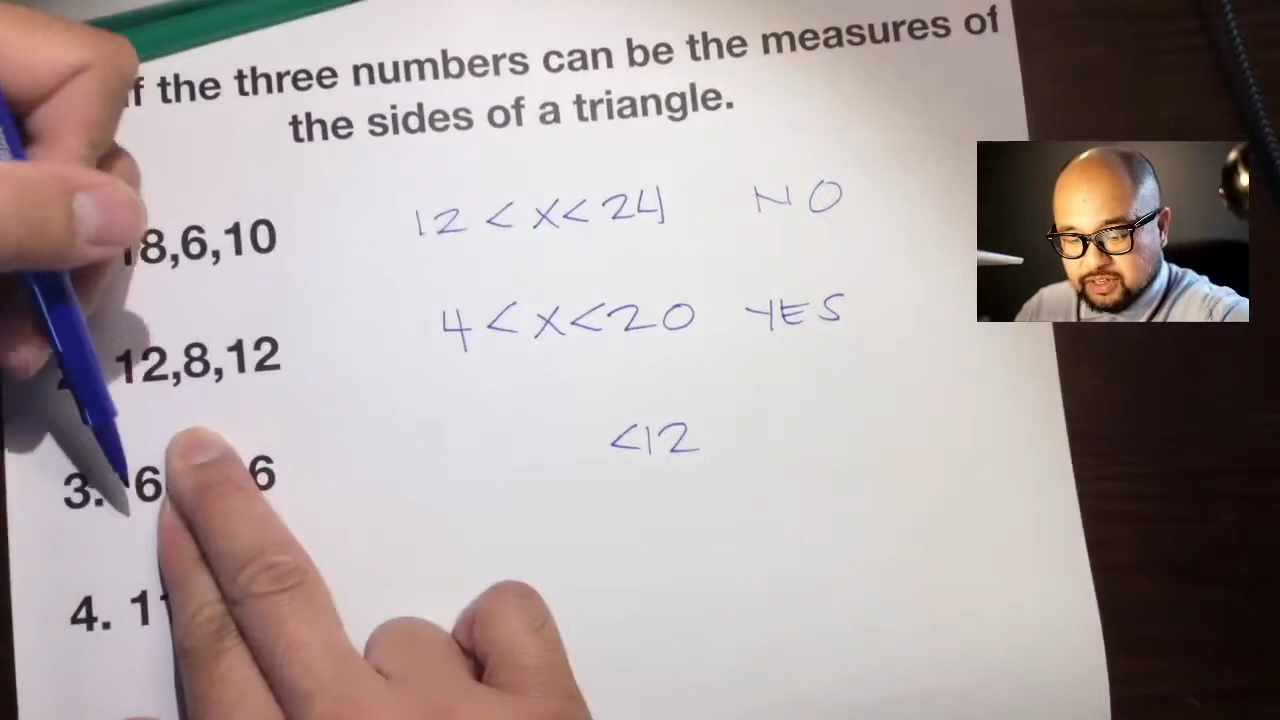 f the three numbers can be the measures of
the sides of a triangle.
18,6,10 12 < x < 24 NO
12,8,12 4 < x < 20 YES
3. 6 6 <12
4. 1